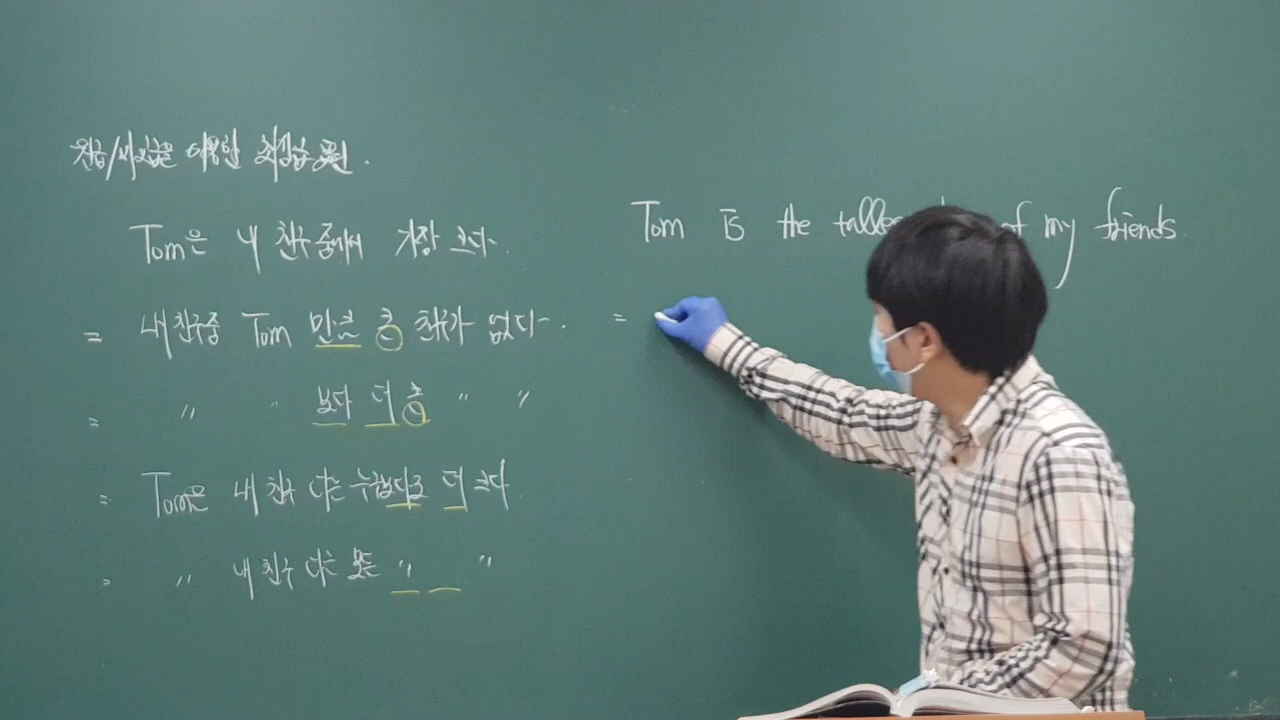 원급/비교급을 이용한 최상급 표현.
Tom은 내 친구 중에서 가장 크다.
= 내 친구중 Tom 만큼 큰 친구가 없다.
= 〃 〃 보다 더 큰 〃 〃
= Tom은 내 친구 다른 누구보다도 더 크다.
= 〃 내 친구 다른 모든 〃 〃
Tom is the of my friends
=